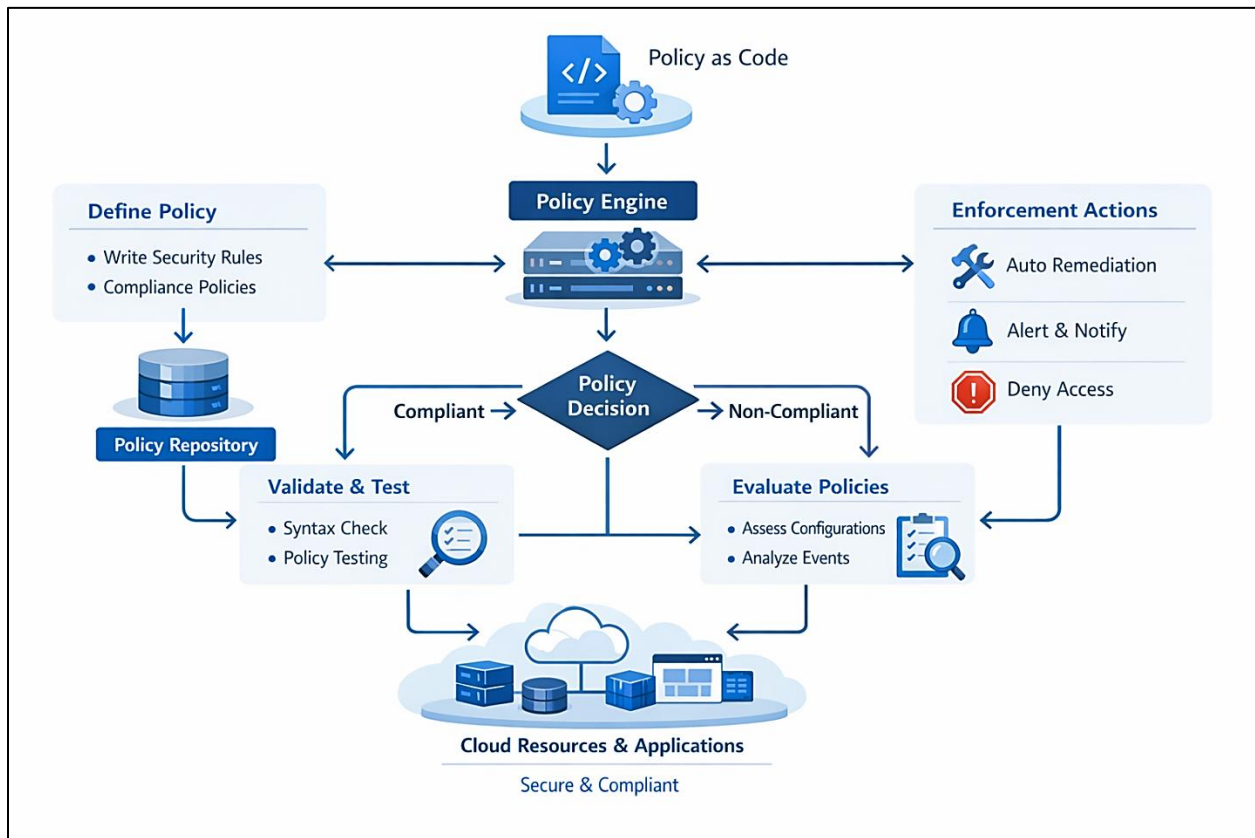 </>
Policy as Code
Policy Engine
Define Policy
• Write Security Rules
• Compliance Policies
Enforcement Actions
Auto Remediation
Alert & Notify
Deny Access
Policy Repository
Policy
Decision
Compliant
Non-Compliant
Validate & Test
• Syntax Check
• Policy Testing
Evaluate Policies
• Assess Configurations
• Analyze Events
Cloud Resources & Applications
Secure & Compliant